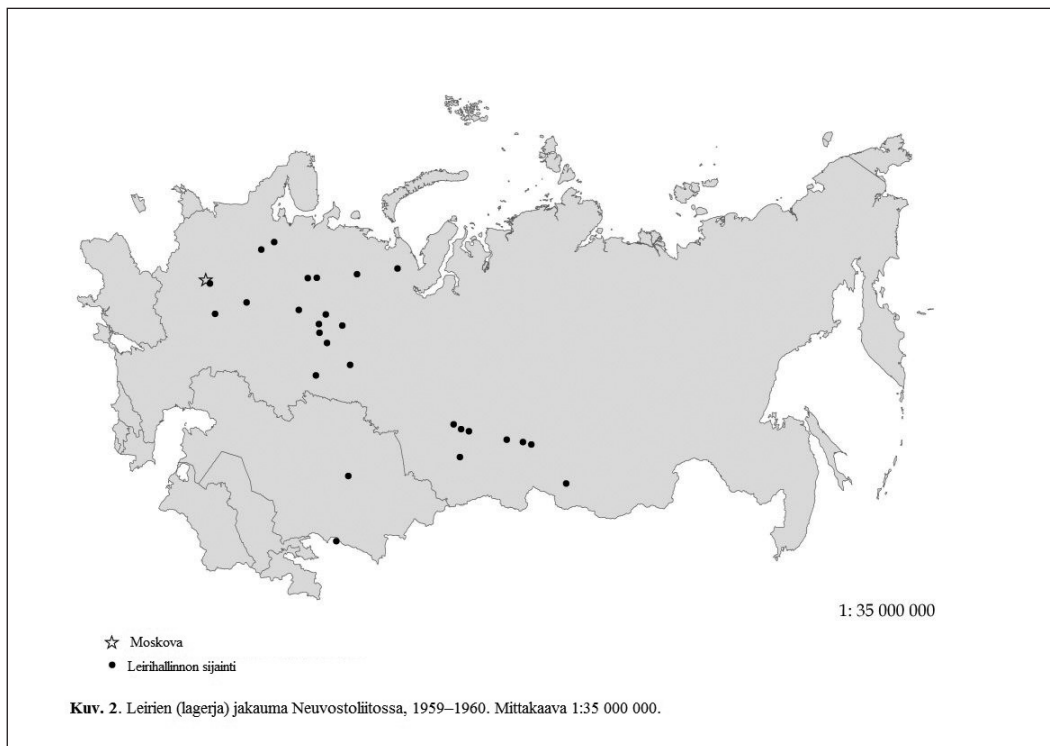 1: 35 000 000
Moskova
Leirihallinnon sijainti
Kuv. 2. Leirien (lagerja) jakauma Neuvostoliitossa, 1959–1960. Mittakaava 1:35 000 000.